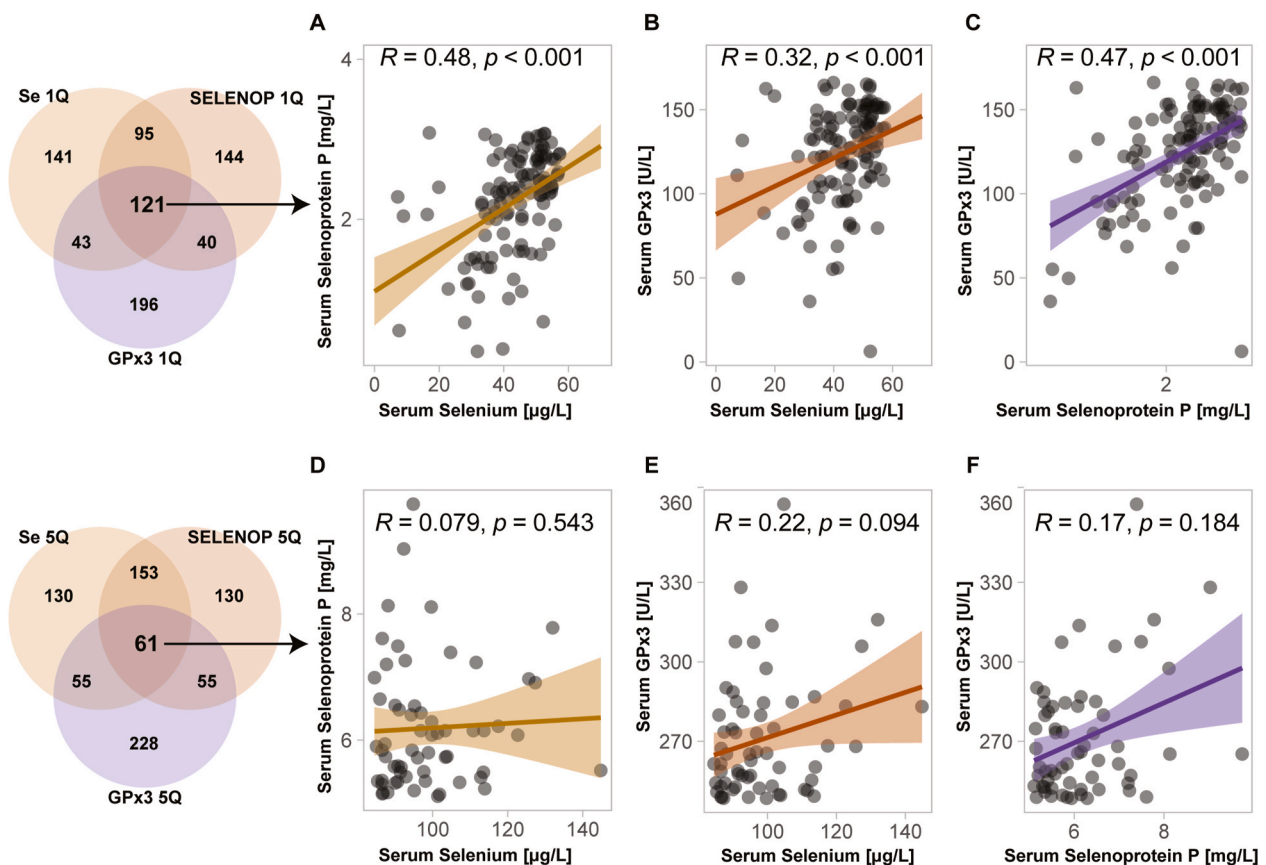 A
B
C
Se 1Q
SELENOP 1Q
95
141
144
121
43
40
196
GPx3 1Q
R = 0.48, p < 0.001
4
2
Serum Selenoprotein P [mg/L]
0
20
40
60
Serum Selenium [µg/L]
R = 0.32, p < 0.001
150
100
50
0
Serum GPx3 [U/L]
0
20
40
60
Serum Selenium [µg/L]
R = 0.47, p < 0.001
150
100
50
0
Serum GPx3 [U/L]
2
Serum Selenoprotein P [mg/L]
D
E
F
Se 5Q
SELENOP 5Q
153
130
130
61
55
55
228
GPx3 5Q
R = 0.079, p = 0.543
8
6
Serum Selenoprotein P [mg/L]
100
120
140
Serum Selenium [µg/L]
R = 0.22, p = 0.094
360
330
300
270
Serum GPx3 [U/L]
100
120
140
Serum Selenium [µg/L]
R = 0.17, p = 0.184
360
330
300
270
Serum GPx3 [U/L]
6
8
Serum Selenoprotein P [mg/L]